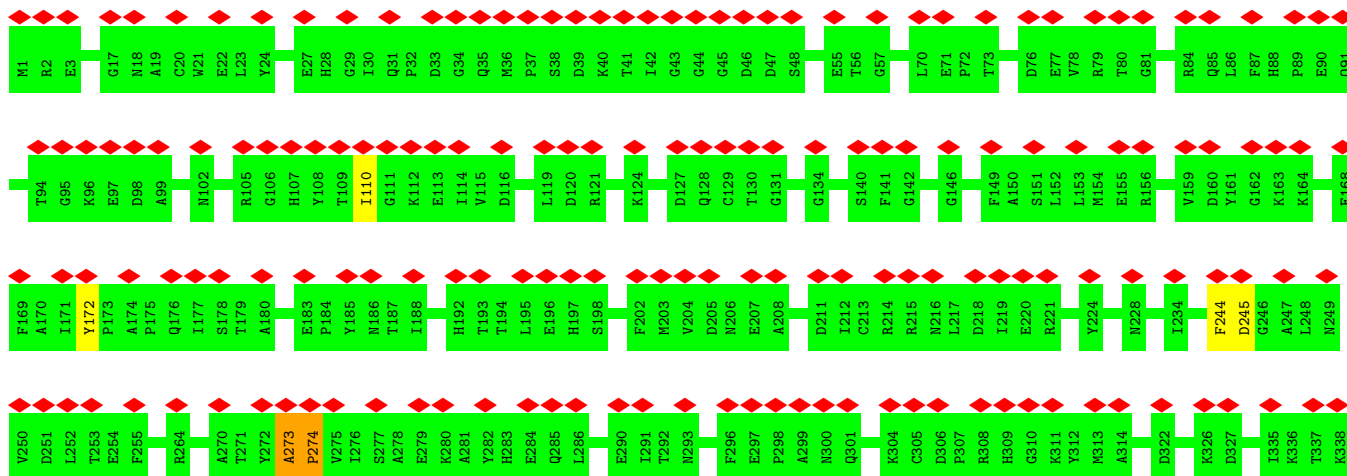 M1 R2 E3 G17 N18 A19 C20 W21 E22 L23 Y24 E27 H28 G29 I30 Q31 P32 D33 G34 Q35 M36 P37 S38 D39 K40 T41 I42 G43 G44 G45 D46 D47 S48 E55 T56 G57 L70 E71 P72 T73 D76 E77 V78 R79 T80 G81 R84 Q85 L86 F87 H88 P89 E90 Q91
T94 G95 K96 E97 D98 A99 N102 R105 G106 H107 Y108 T109 I110 G111 K112 E113 I114 V115 D116 L119 D120 R121 K124 D127 Q128 C129 T130 G131 G134 S140 F141 G142 G146 F149 A150 S151 L152 L153 M154 E155 R156 V159 D160 Y161 G162 K163 K164 E168
F169 A170 I171 Y172 P173 A174 P175 Q176 I177 S178 T179 A180 E183 P184 Y185 N186 T187 I188 H192 T193 T194 L195 E196 H197 S198 F202 M203 V204 D205 N206 E207 A208 D211 I212 C213 R214 R215 N216 L217 D218 I219 E220 R221 Y224 N228 I234 F244 D245 G246 A247 L248 N249
V250 D251 L252 T253 E254 F255 R264 A270 T271 Y272 A273 P274 V275 I276 S277 A278 E279 K280 A281 Y282 H283 E284 Q285 L286 E290 I291 T292 N293 F296 E297 P298 A299 N300 Q301 K304 C305 D306 P307 R308 H309 G310 K311 Y312 M313 A314 D322 K326 D327 I335 K336 T337 K338